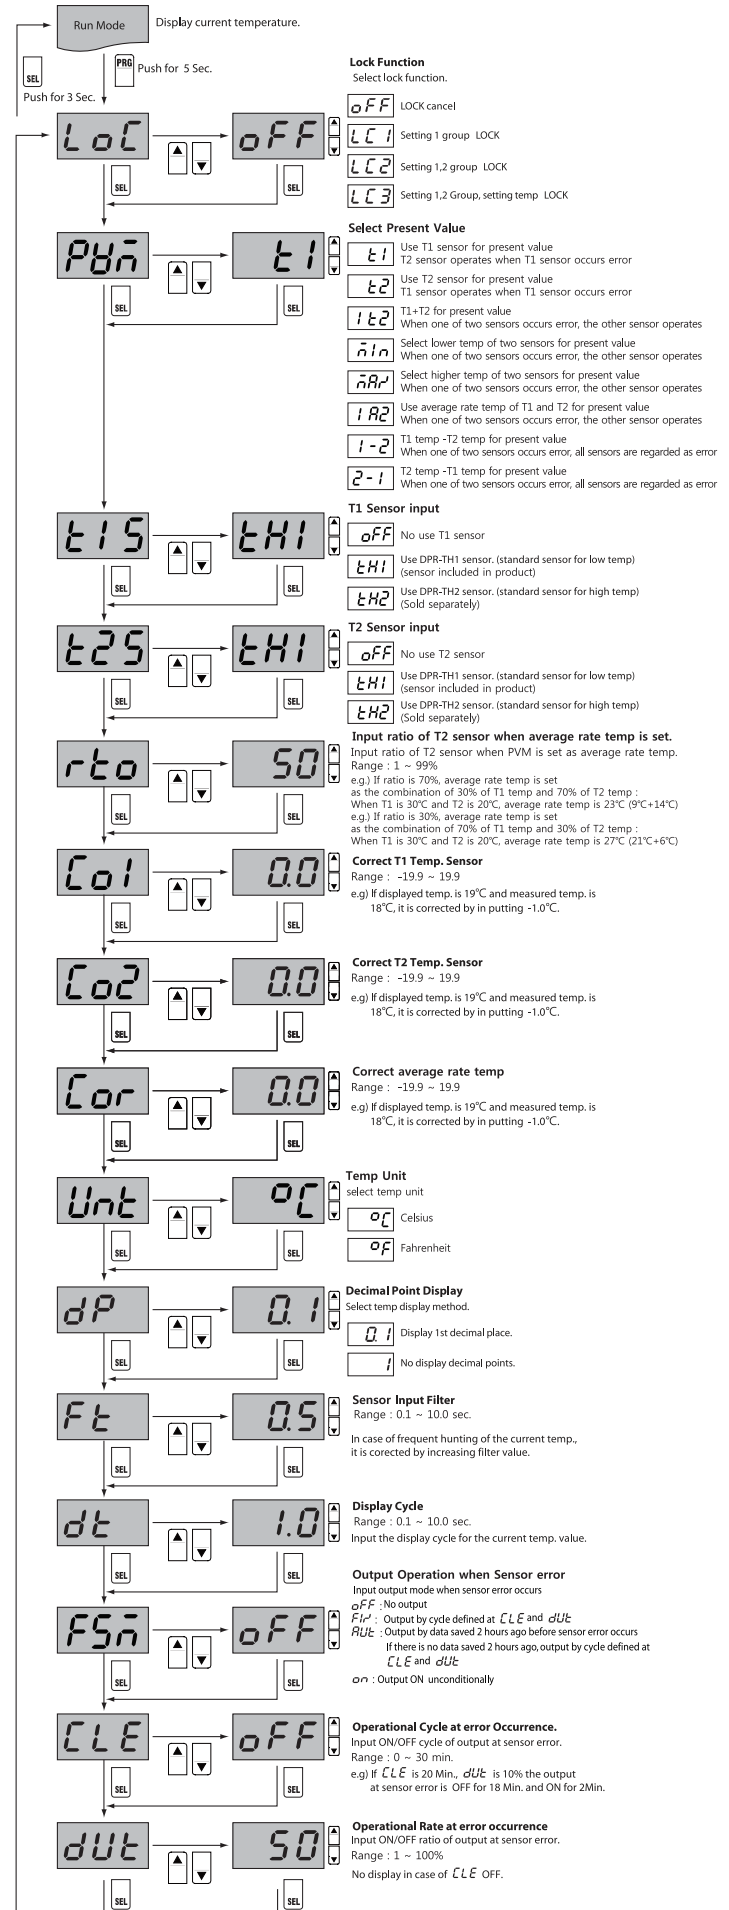 Run Mode
Display current temperature.
SEL
PRG
Push for 5 Sec.
Push for 3 Sec.
LoC
oFF
SEL
SEL
Lock Function
Select lock function.
oFF LOCK cancel
LC1 Setting 1 group LOCK
LC2 Setting 1,2 group LOCK
LC3 Setting 1,2 Group, setting temp LOCK
PVm
t1
SEL
SEL
Select Present Value
t1 Use T1 sensor for present value
T2 sensor operates when T1 sensor occurs error
t2 Use T2 sensor for present value
T1 sensor operates when T1 sensor occurs error
1t2 T1+T2 for present value
When one of two sensors occurs error, the other sensor operates
mIn Select lower temp of two sensors for present value
When one of two sensors occurs error, the other sensor operates
mAr Select higher temp of two sensors for present value
When one of two sensors occurs error, the other sensor operates
1A2 Use average rate temp of T1 and T2 for present value
When one of two sensors occurs error, the other sensor operates
1-2 T1 temp -T2 temp for present value
When one of two sensors occurs error, all sensors are regarded as error
2-1 T2 temp -T1 temp for present value
When one of two sensors occurs error, all sensors are regarded as error
t1S
tH1
SEL
SEL
T1 Sensor input
oFF No use T1 sensor
tH1 Use DPR-TH1 sensor. (standard sensor for low temp)
(sensor included in product)
tH2 Use DPR-TH2 sensor. (standard sensor for high temp)
(Sold separately)
t2S
tH1
SEL
SEL
T2 Sensor input
oFF No use T2 sensor
tH1 Use DPR-TH1 sensor. (standard sensor for low temp)
(sensor included in product)
tH2 Use DPR-TH2 sensor. (standard sensor for high temp)
(Sold separately)
rto
50
SEL
SEL
Input ratio of T2 sensor when average rate temp is set.
Input ratio of T2 sensor when PVM is set as average rate temp.
Range : 1 ~ 99%
e.g.) If ratio is 70%, average rate temp is set
as the combination of 30% of T1 temp and 70% of T2 temp :
When T1 is 30℃ and T2 is 20℃, average rate temp is 23℃ (9℃+14℃)
e.g.) If ratio is 30%, average rate temp is set
as the combination of 70% of T1 temp and 30% of T2 temp :
When T1 is 30℃ and T2 is 20℃, average rate temp is 27℃ (21℃+6℃)
Co1
0.0
SEL
SEL
Correct T1 Temp. Sensor
Range : -19.9 ~ 19.9
e.g) If displayed temp. is 19℃ and measured temp. is
18℃, it is corrected by in putting -1.0℃.
Co2
0.0
SEL
SEL
Correct T2 Temp. Sensor
Range : -19.9 ~ 19.9
e.g) If displayed temp. is 19℃ and measured temp. is
18℃, it is corrected by in putting -1.0℃.
Cor
0.0
SEL
SEL
Correct average rate temp
Range : -19.9 ~ 19.9
e.g) If displayed temp. is 19℃ and measured temp. is
18℃, it is corrected by in putting -1.0℃.
Unt
°C
SEL
SEL
Temp Unit
select temp unit
°C Celsius
°F Fahrenheit
dP
0.1
SEL
SEL
Decimal Point Display
Select temp display method.
0.1 Display 1st decimal place.
1 No display decimal points.
Ft
0.5
SEL
SEL
Sensor Input Filter
Range : 0.1 ~ 10.0 sec.
In case of frequent hunting of the current temp.,
it is corected by increasing filter value.
dt
1.0
SEL
SEL
Display Cycle
Range : 0.1 ~ 10.0 sec.
Input the display cycle for the current temp. value.
FSm
oFF
SEL
SEL
Output Operation when Sensor error
Input output mode when sensor error occurs
oFF : No output
FIr : Output by cycle defined at CLE and dUt
AUt : Output by data saved 2 hours ago before sensor error occurs
If there is no data saved 2 hours ago, output by cycle defined at
CLE and dUt
on : Output ON unconditionally
CLE
oFF
SEL
SEL
Operational Cycle at error Occurrence.
Input ON/OFF cycle of output at sensor error.
Range : 0 ~ 30 min.
e.g) If CLE is 20 Min., dUt is 10% the output
at sensor error is OFF for 18 Min. and ON for 2Min.
dUt
50
SEL
SEL
Operational Rate at error occurrence
Input ON/OFF ratio of output at sensor error.
Range : 1 ~ 100%
No display in case of CLE OFF.